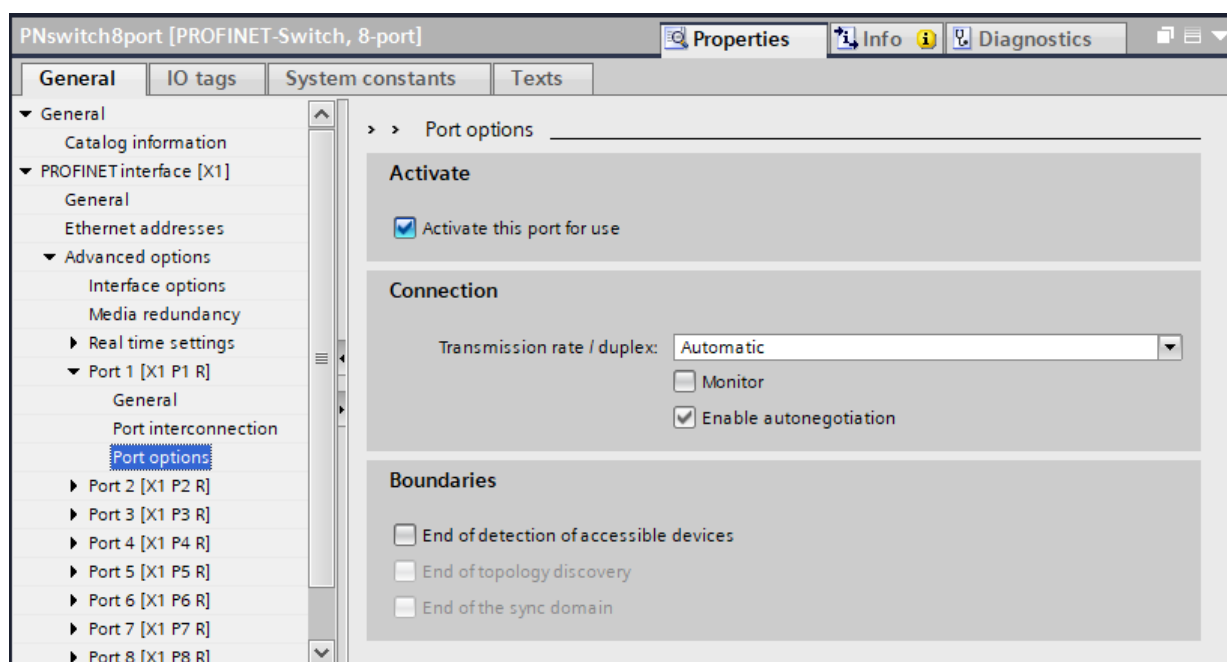 PNswitch8port [PROFINET-Switch, 8-port]
Properties
Info
Diagnostics
General
IO tags
System constants
Texts
General
Catalog information
PROFINET interface [X1]
General
Ethernet addresses
Advanced options
Interface options
Media redundancy
Real time settings
Port 1 [X1 P1 R]
General
Port interconnection
Port options
Port 2 [X1 P2 R]
Port 3 [X1 P3 R]
Port 4 [X1 P4 R]
Port 5 [X1 P5 R]
Port 6 [X1 P6 R]
Port 7 [X1 P7 R]
Port 8 [X1 P8 R]
> > Port options
Activate
Activate this port for use
Connection
Transmission rate / duplex: Automatic
Monitor
Enable autonegotiation
Boundaries
End of detection of accessible devices
End of topology discovery
End of the sync domain